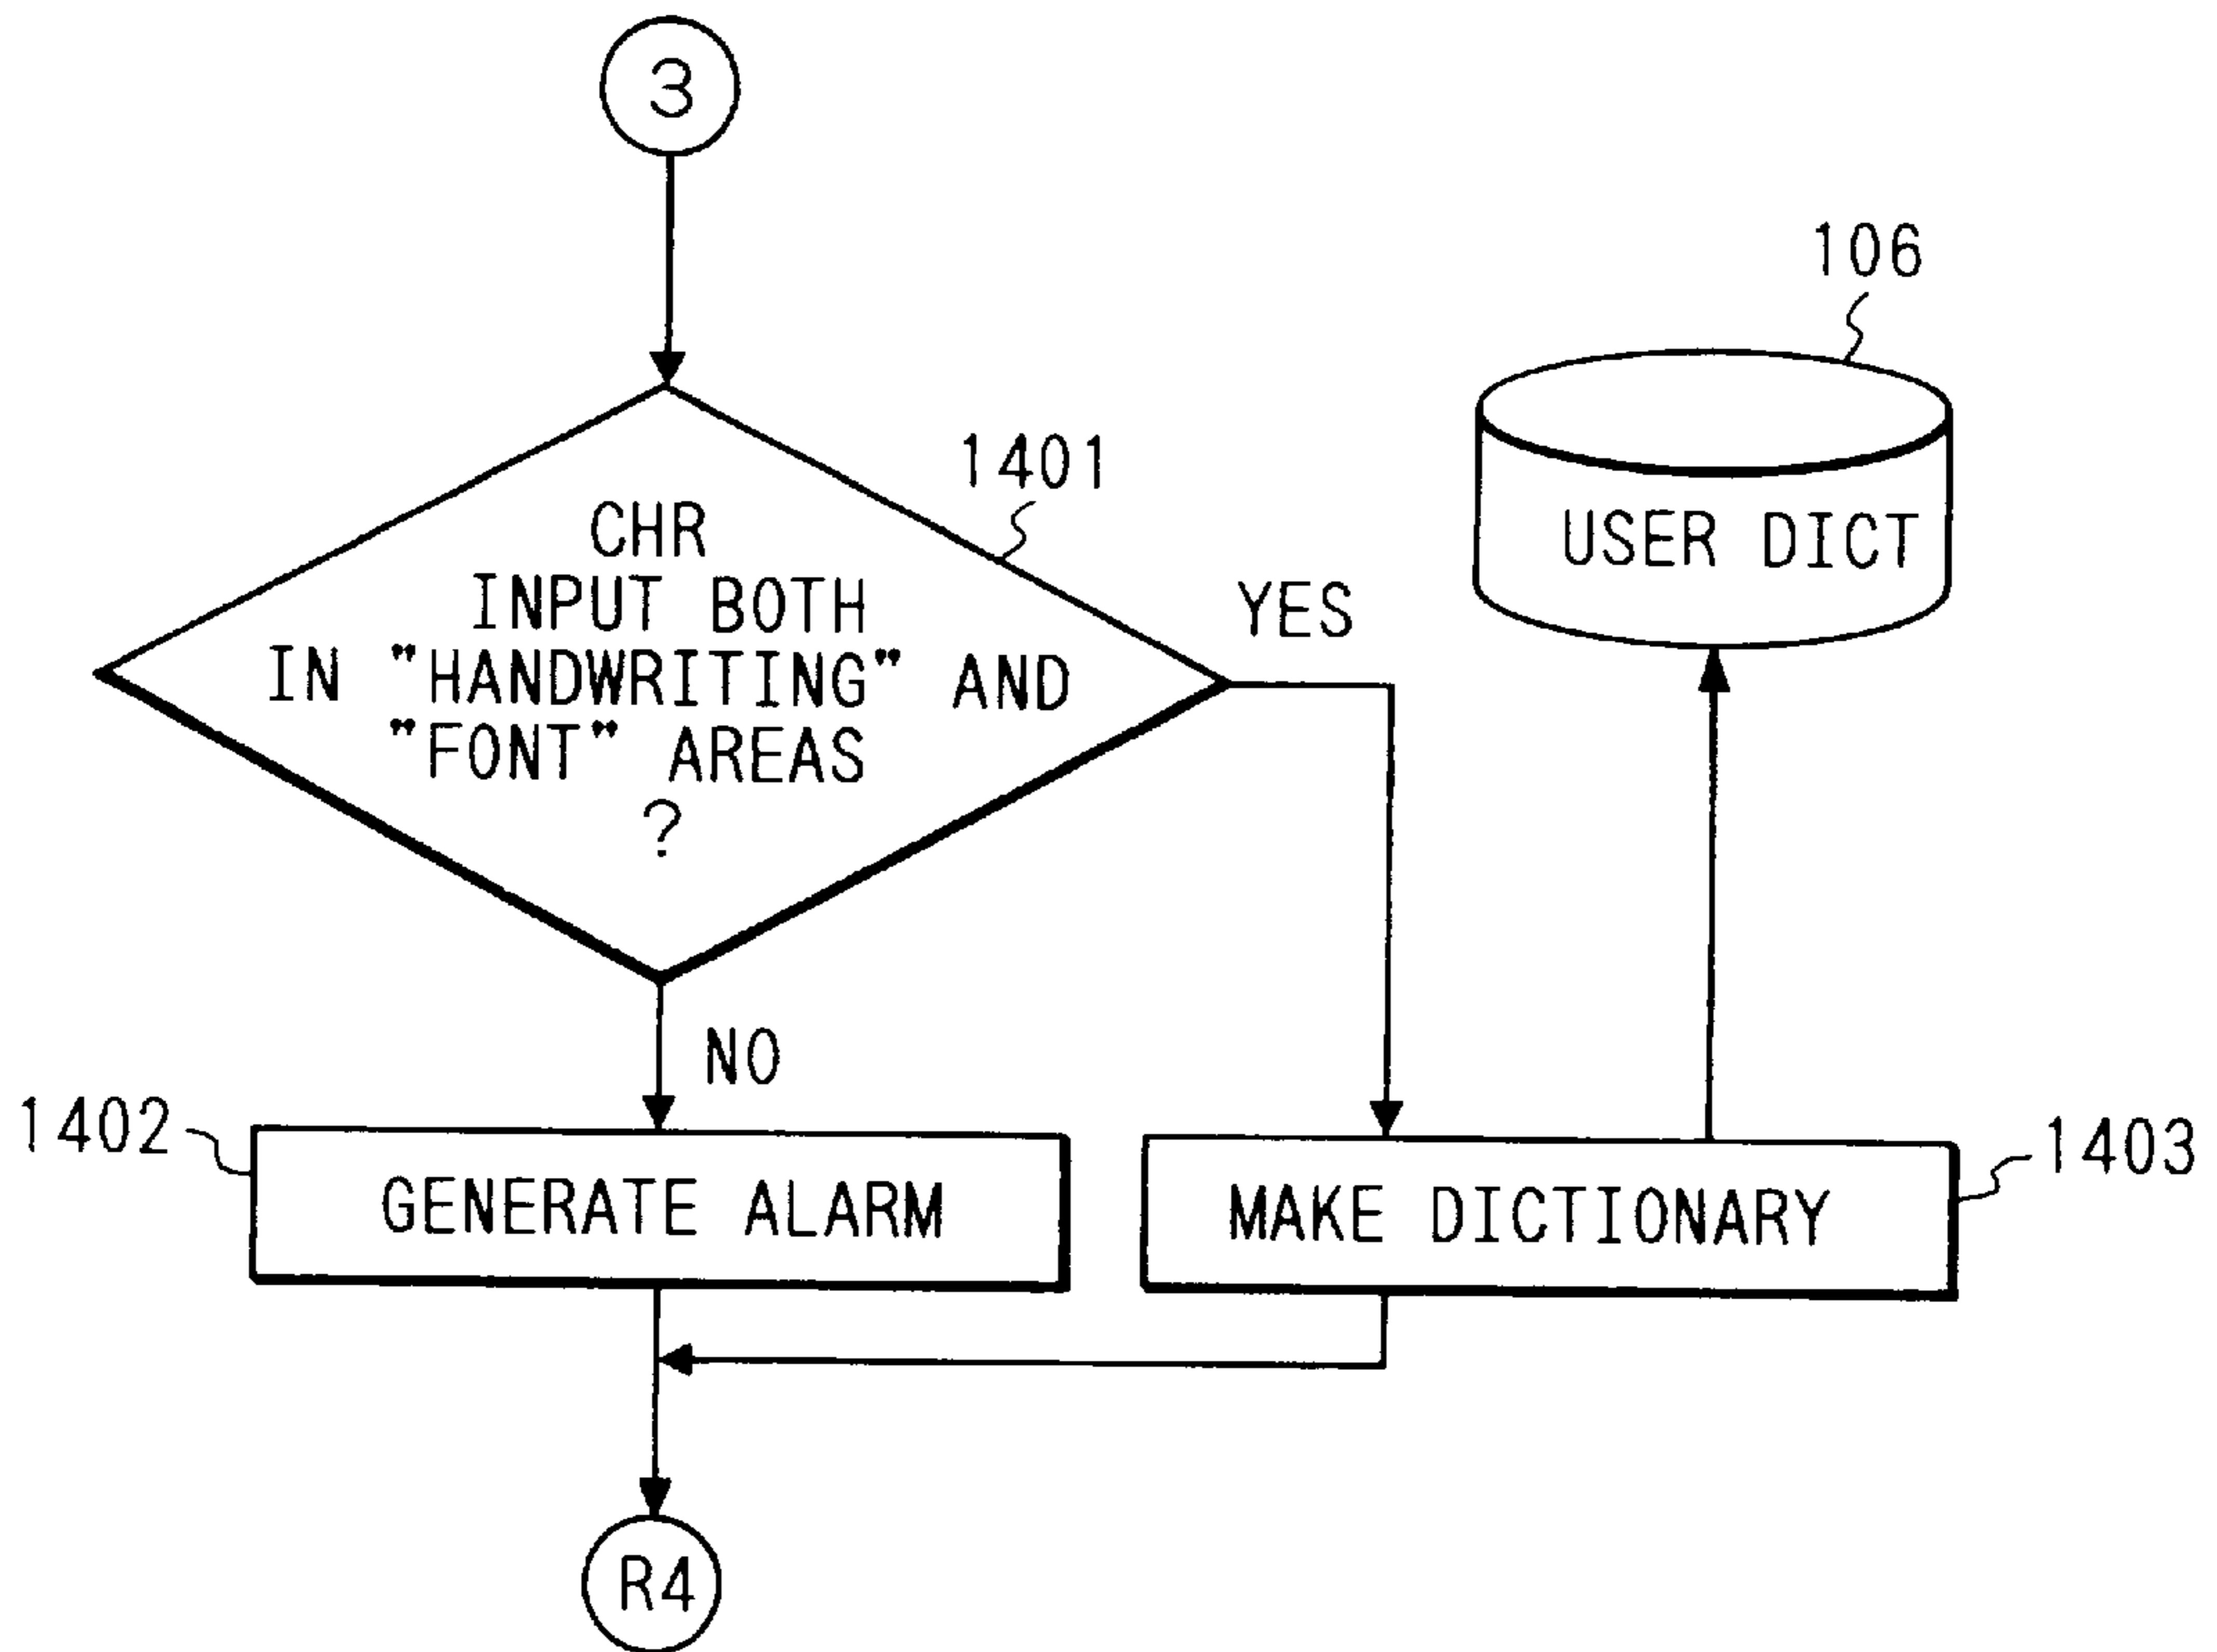 3
106
1401
CHR
INPUT BOTH
IN "HANDWRITING" AND
"FONT" AREAS
?
YES
USER DICT
NO
1402
GENERATE ALARM
MAKE DICTIONARY
1403
R4